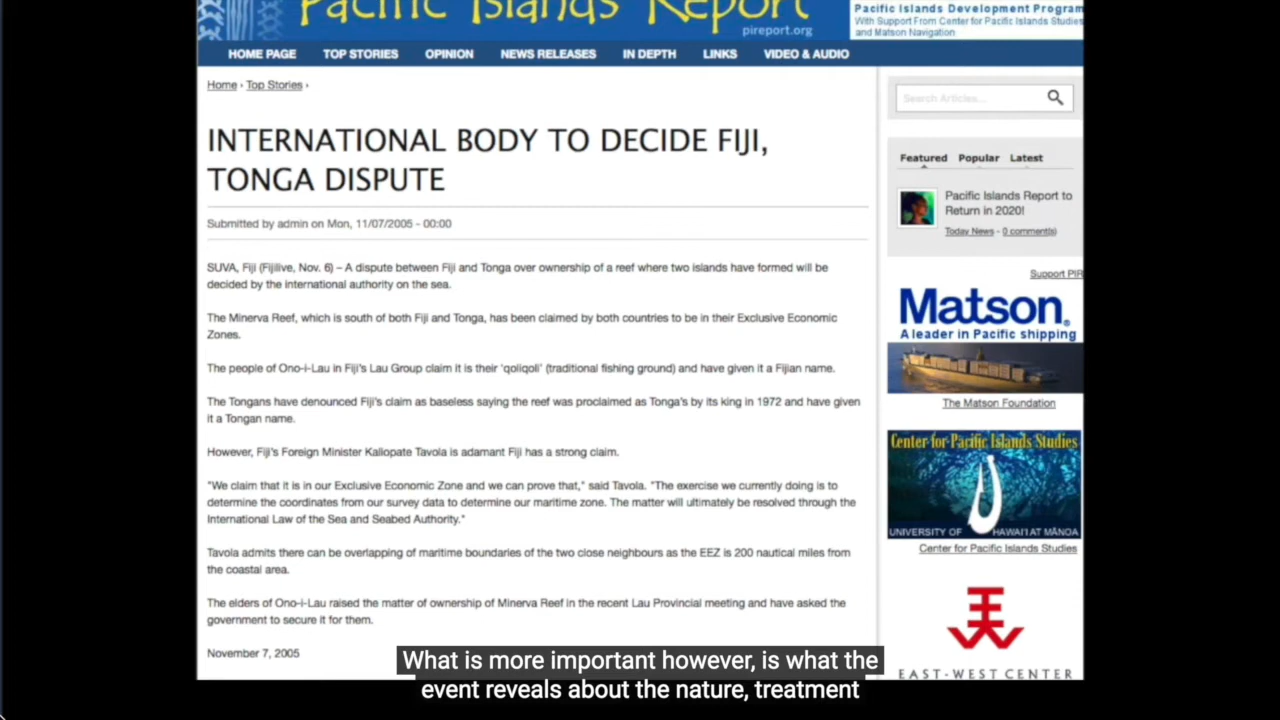 Pacific Islands Report
pireport.org
Pacific Islands Development Program
With Support From Center for Pacific Islands Studies
and Matson Navigation
HOME PAGE TOP STORIES OPINION NEWS RELEASES IN DEPTH LINKS VIDEO & AUDIO
Home › Top Stories ›
INTERNATIONAL BODY TO DECIDE FIJI,
TONGA DISPUTE
Submitted by admin on Mon, 11/07/2005 - 00:00
SUVA, Fiji (Fijilive, Nov. 6) – A dispute between Fiji and Tonga over ownership of a reef where two islands have formed will be
decided by the international authority on the sea.
The Minerva Reef, which is south of both Fiji and Tonga, has been claimed by both countries to be in their Exclusive Economic
Zones.
The people of Ono-i-Lau in Fiji's Lau Group claim it is their 'qoliqoli' (traditional fishing ground) and have given it a Fijian name.
The Tongans have denounced Fiji's claim as baseless saying the reef was proclaimed as Tonga's by its king in 1972 and have given
it a Tongan name.
However, Fiji's Foreign Minister Kaliopate Tavola is adamant Fiji has a strong claim.
"We claim that it is in our Exclusive Economic Zone and we can prove that," said Tavola. "The exercise we currently doing is to
determine the coordinates from our survey data to determine our maritime zone. The matter will ultimately be resolved through the
International Law of the Sea and Seabed Authority."
Tavola admits there can be overlapping of maritime boundaries of the two close neighbours as the EEZ is 200 nautical miles from
the coastal area.
The elders of Ono-i-Lau raised the matter of ownership of Minerva Reef in the recent Lau Provincial meeting and have asked the
government to secure it for them.
November 7, 2005
Search Articles...
Featured Popular Latest
Pacific Islands Report to
Return in 2020!
Today News - 0 comment(s)
Support PIR
Matson®
A leader in Pacific shipping
The Matson Foundation
Center for Pacific Islands Studies
UNIVERSITY OF HAWAI'I AT MĀNOA
Center for Pacific Islands Studies
EAST-WEST CENTER
What is more important however, is what the
event reveals about the nature, treatment